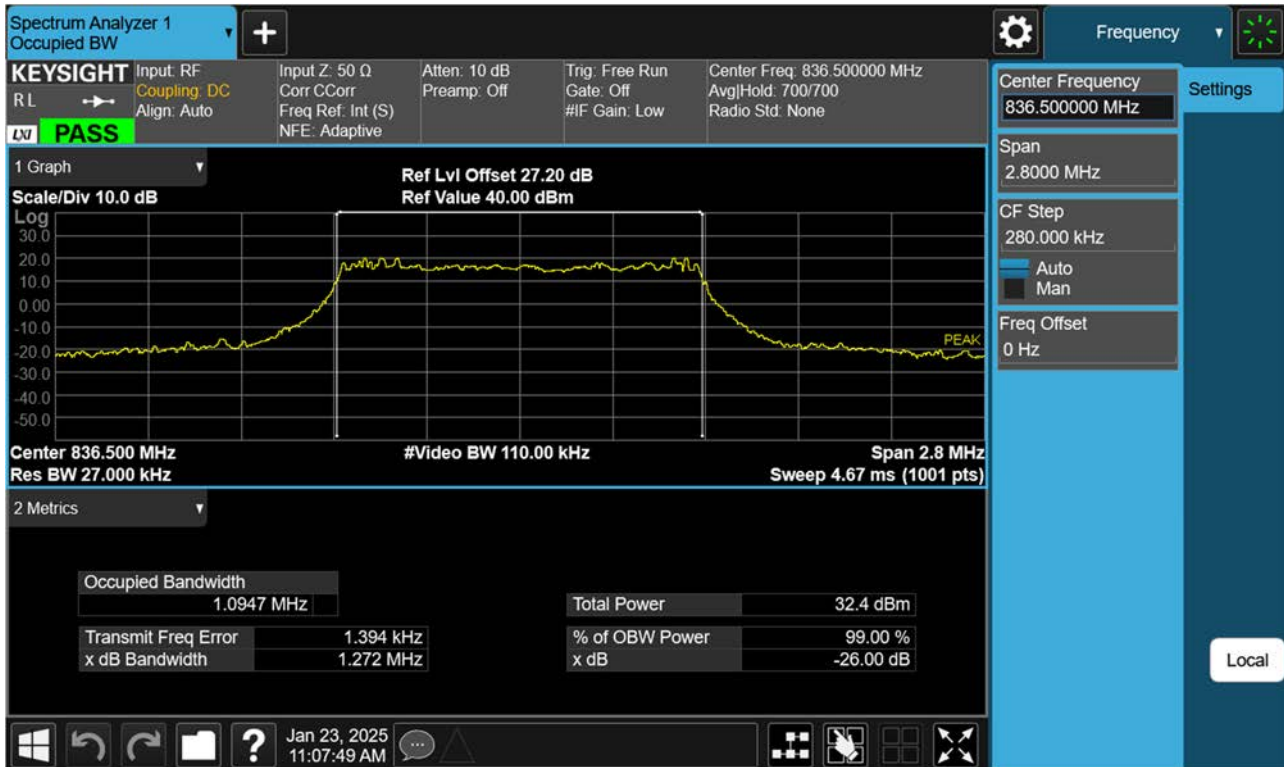 Spectrum Analyzer 1
Occupied BW
+
Frequency
KEYSIGHT
RL
LXI
PASS
Input: RF
Coupling: DC
Align: Auto
Input Z: 50 Ω
Corr CCorr
Freq Ref: Int (S)
NFE: Adaptive
Atten: 10 dB
Preamp: Off
Trig: Free Run
Gate: Off
#IF Gain: Low
Center Freq: 836.500000 MHz
Avg|Hold: 700/700
Radio Std: None
Center Frequency
836.500000 MHz
Settings
Span
2.8000 MHz
CF Step
280.000 kHz
Auto
Man
Freq Offset
0 Hz
Local
1 Graph
Scale/Div 10.0 dB
Ref Lvl Offset 27.20 dB
Ref Value 40.00 dBm
Log
30.0
20.0
10.0
0.00
-10.0
-20.0
-30.0
-40.0
-50.0
PEAK
Center 836.500 MHz
#Video BW 110.00 kHz
Span 2.8 MHz
Res BW 27.000 kHz
Sweep 4.67 ms (1001 pts)
2 Metrics
Occupied Bandwidth
1.0947 MHz
Total Power 32.4 dBm
Transmit Freq Error 1.394 kHz
% of OBW Power 99.00 %
x dB Bandwidth 1.272 MHz
x dB -26.00 dB
?
Jan 23, 2025
11:07:49 AM